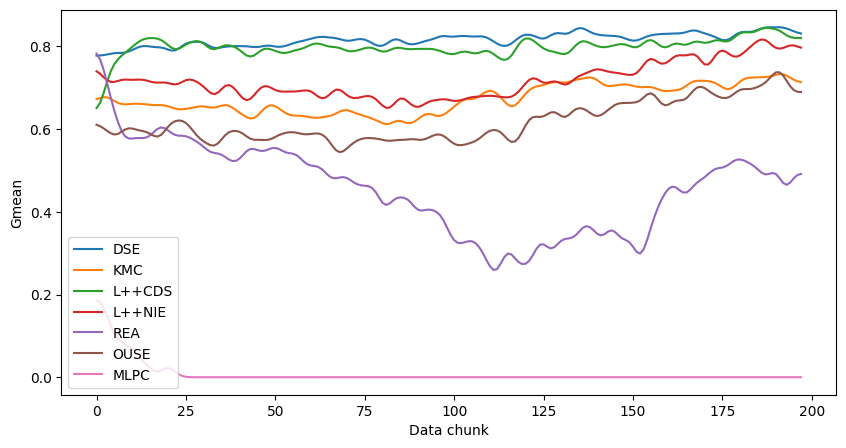 Gmean
0.8
0.6
0.4
0.2
0.0
DSE
KMC
L++CDS
L++NIE
REA
OUSE
MLPC
0
25
50
75
100
125
150
175
200
Data chunk